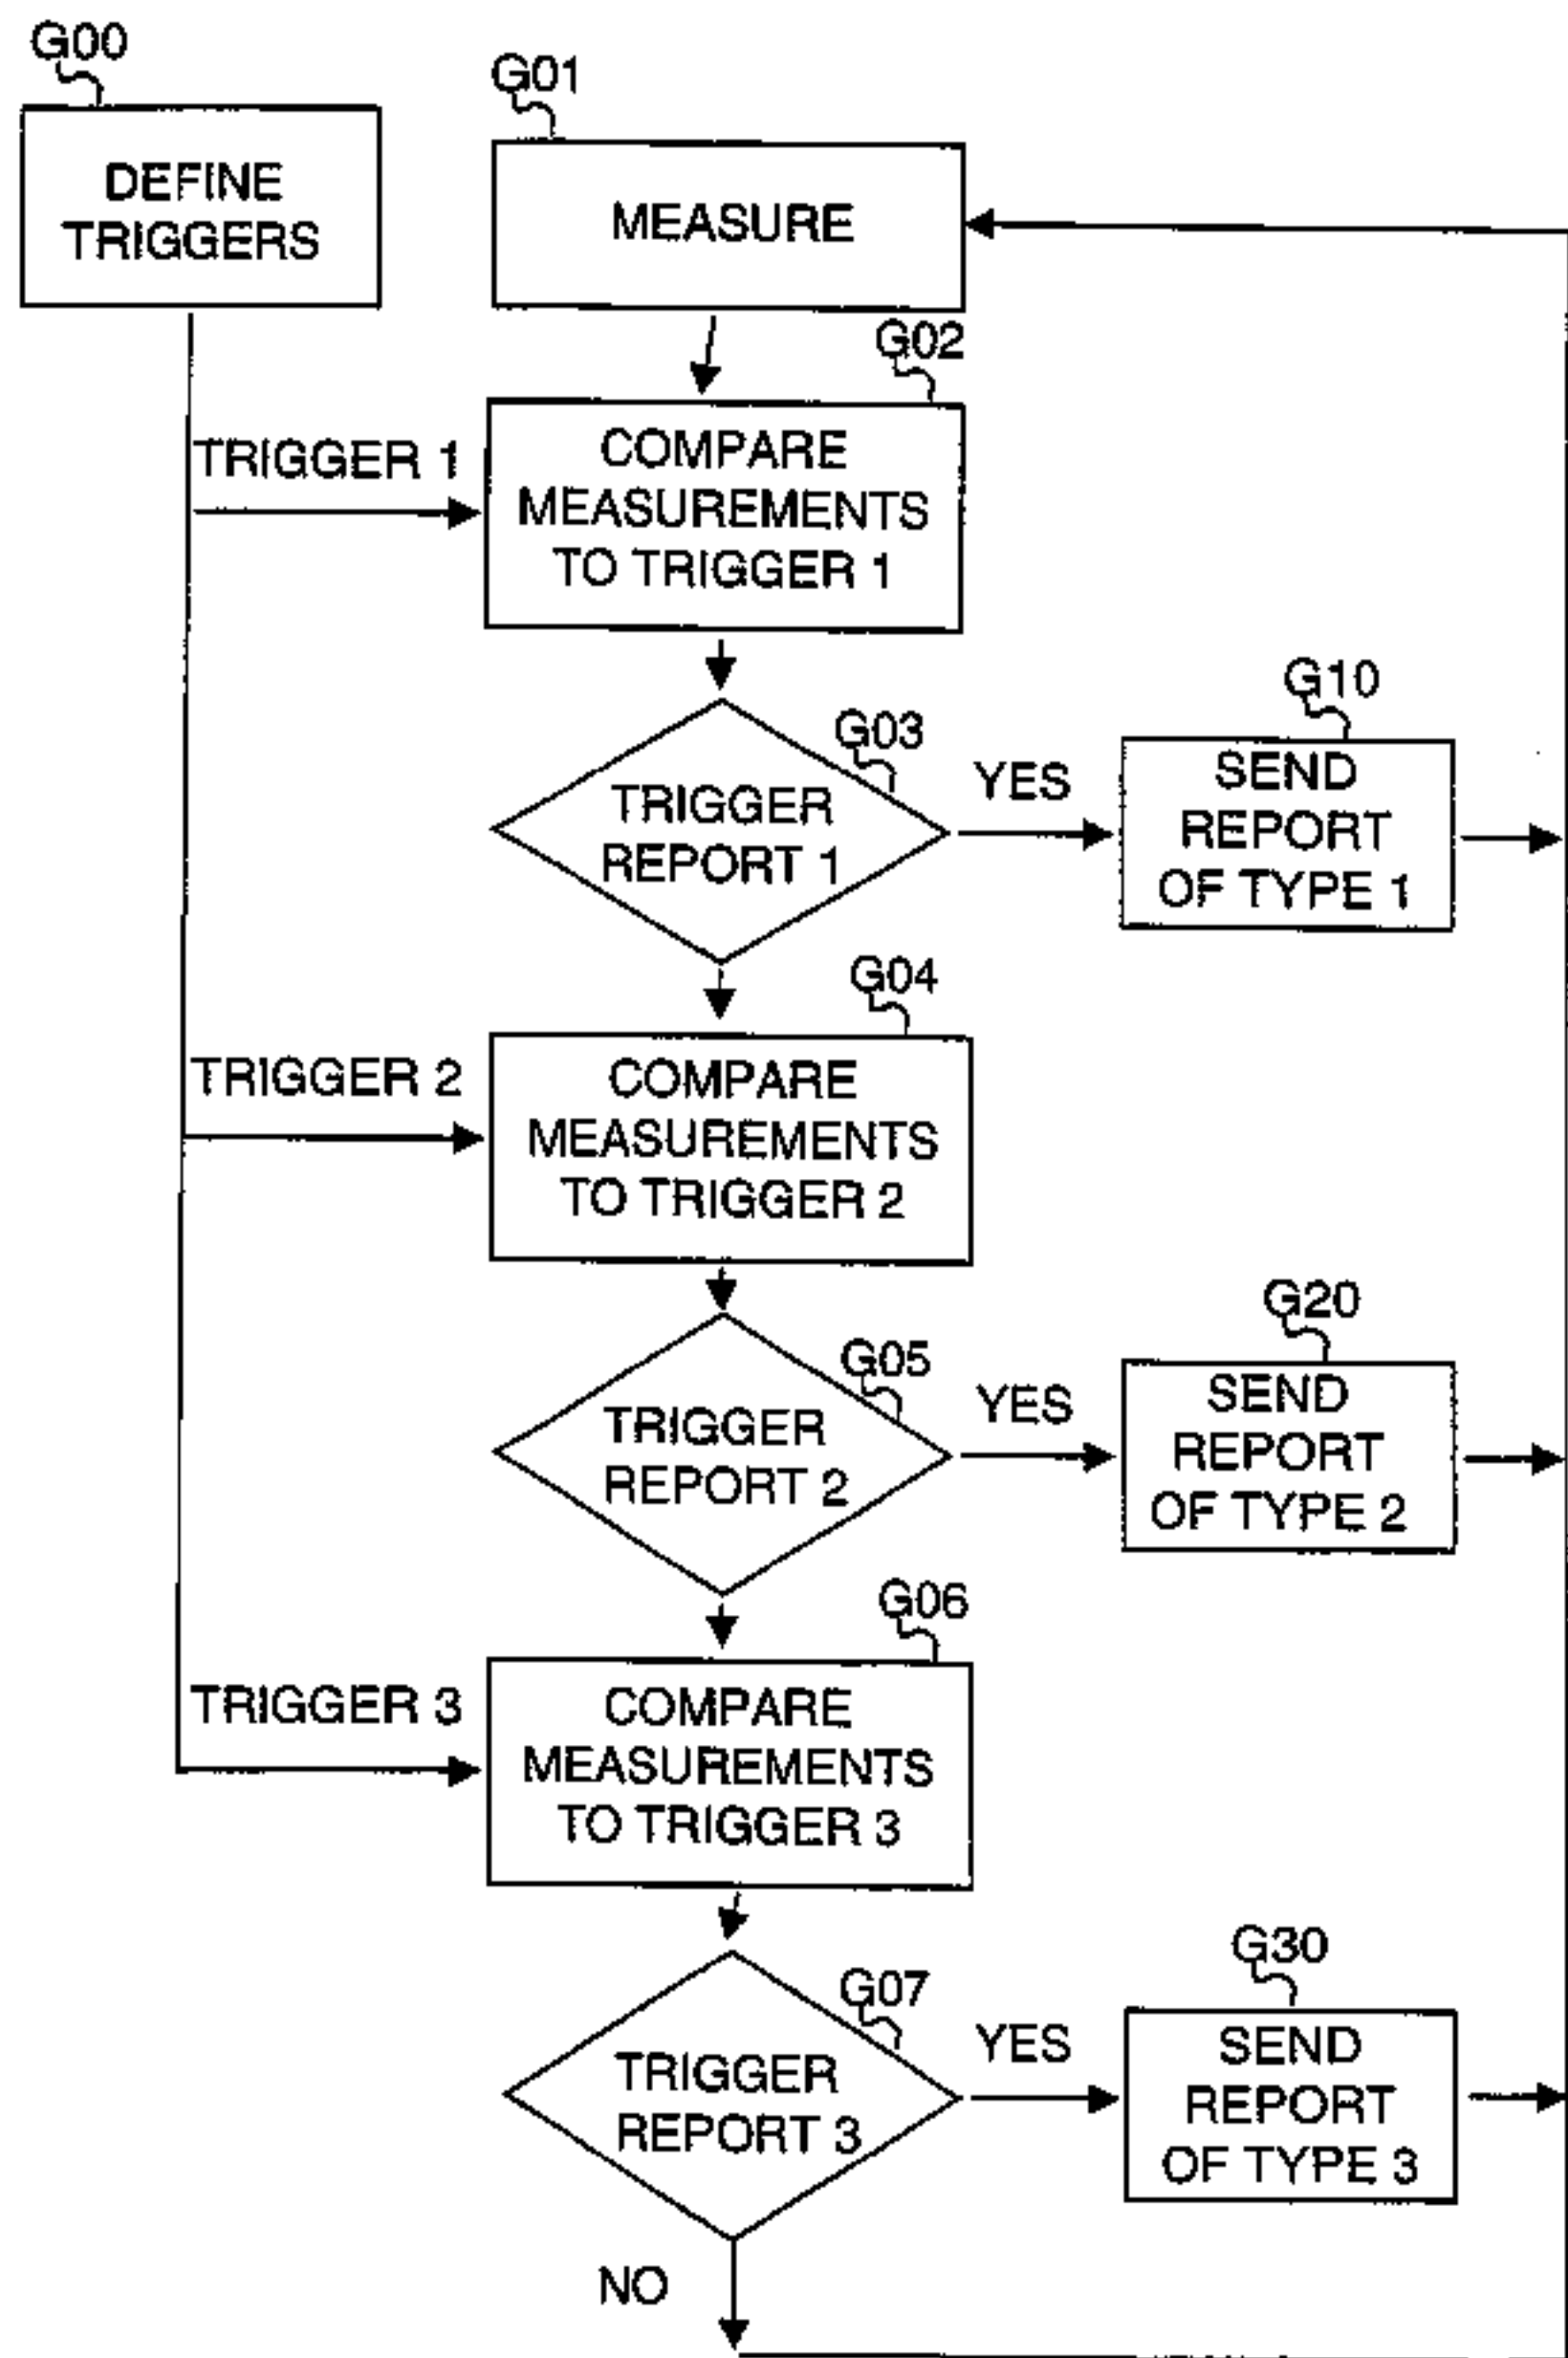 G00
DEFINE
TRIGGERS
G01
MEASURE
G02
TRIGGER 1
COMPARE
MEASUREMENTS
TO TRIGGER 1
G03
TRIGGER
REPORT 1
YES
G10
SEND
REPORT
OF TYPE 1
G04
TRIGGER 2
COMPARE
MEASUREMENTS
TO TRIGGER 2
G05
TRIGGER
REPORT 2
YES
G20
SEND
REPORT
OF TYPE 2
G06
TRIGGER 3
COMPARE
MEASUREMENTS
TO TRIGGER 3
G07
TRIGGER
REPORT 3
YES
G30
SEND
REPORT
OF TYPE 3
NO